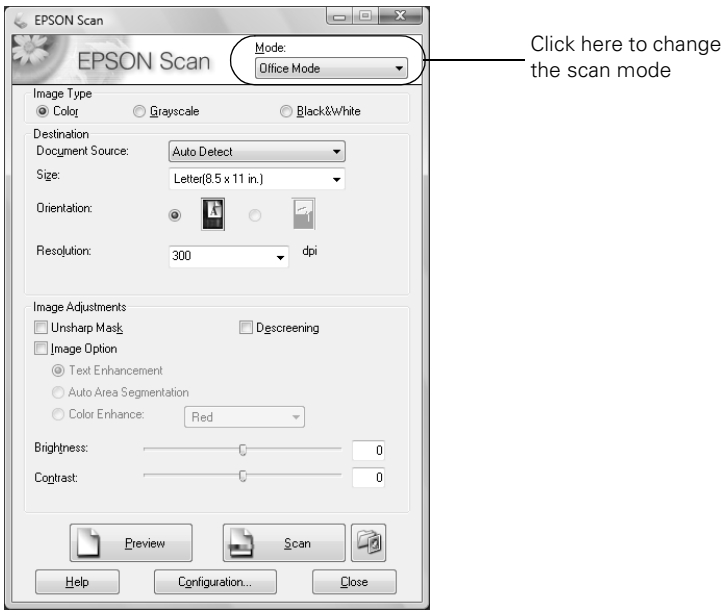 EPSON Scan
EPSON Scan
Mode:
Office Mode
Click here to change
the scan mode
Image Type
Color Grayscale Black&White
Destination
Document Source: Auto Detect
Size: Letter(8.5 x 11 in.)
Orientation:
Resolution: 300 dpi
Image Adjustments
Unsharp Mask Descreening
Image Option
Text Enhancement
Auto Area Segmentation
Color Enhance: Red
Brightness: 0
Contrast: 0
Preview Scan
Help Configuration... Close